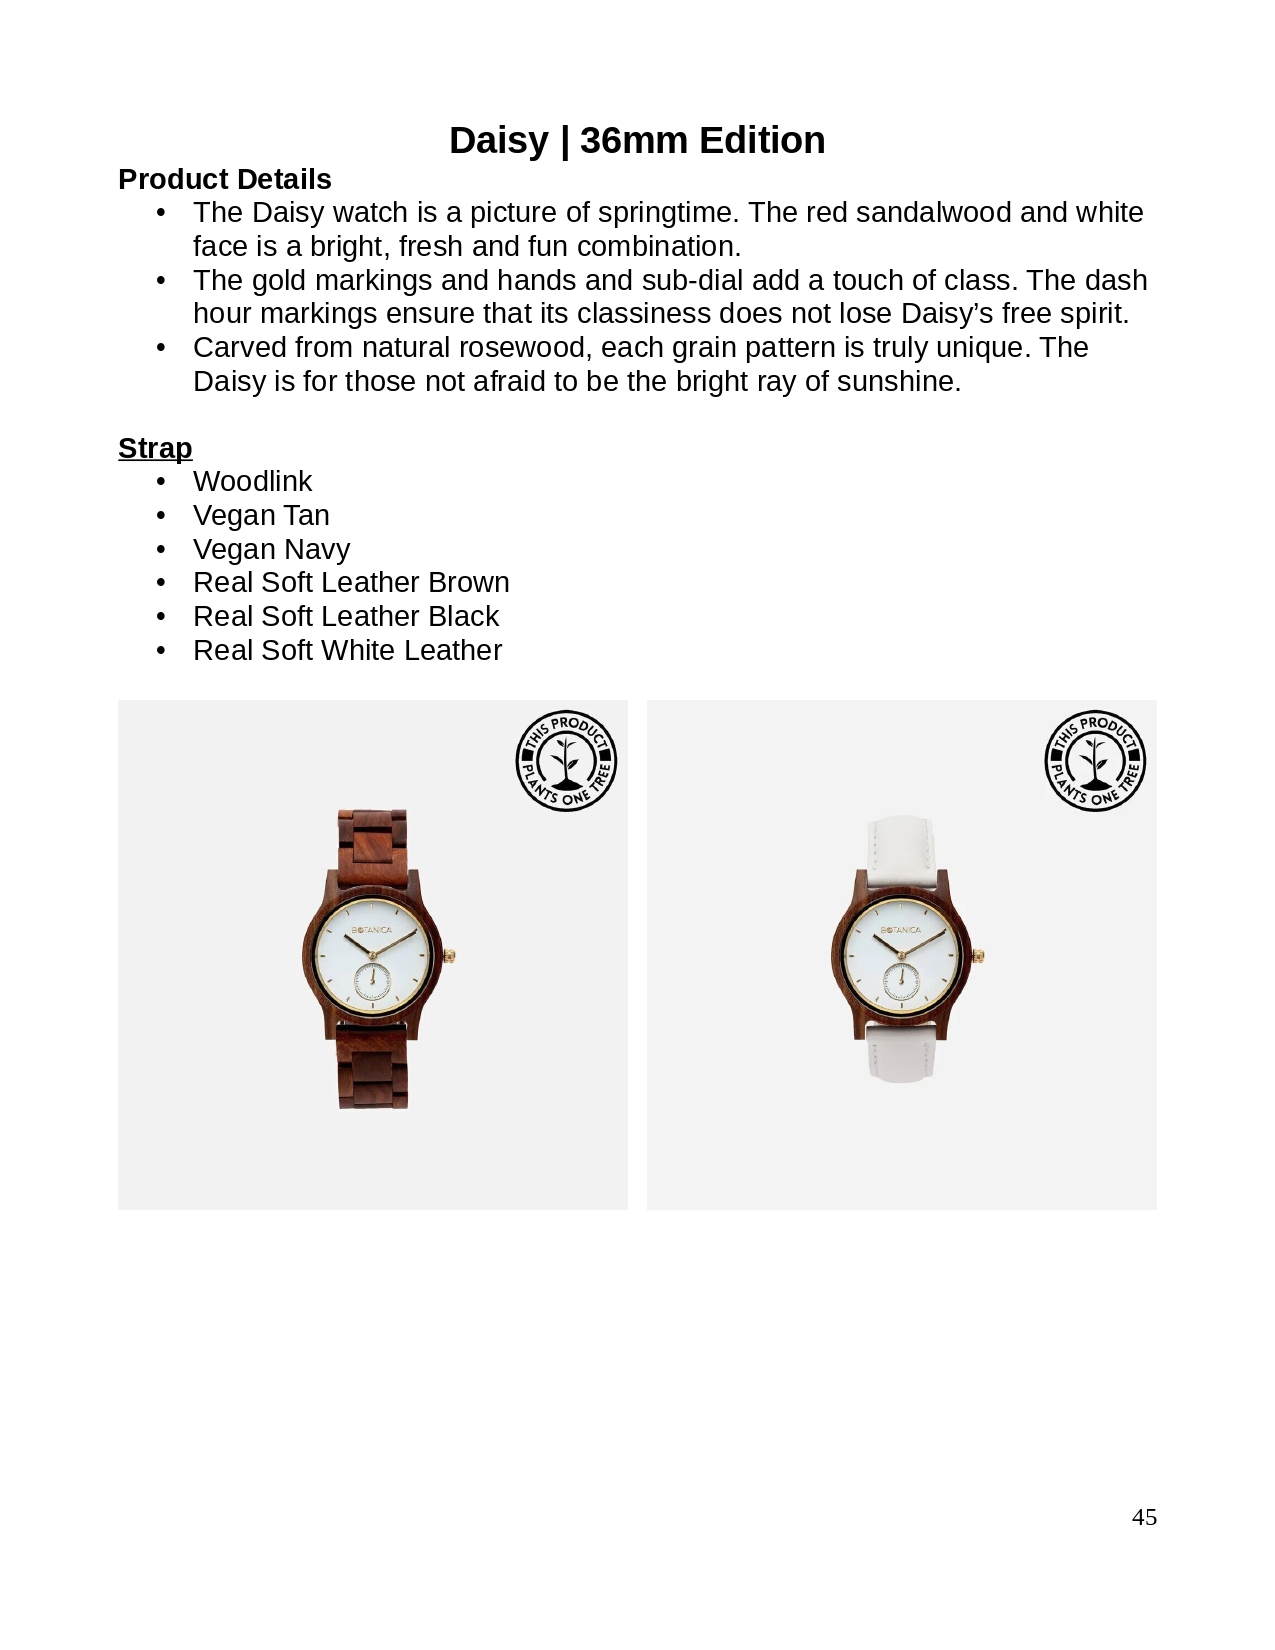 Daisy | 36mm Edition
Product Details
• The Daisy watch is a picture of springtime. The red sandalwood and white
face is a bright, fresh and fun combination.
• The gold markings and hands and sub-dial add a touch of class. The dash
hour markings ensure that its classiness does not lose Daisy’s free spirit.
• Carved from natural rosewood, each grain pattern is truly unique. The
Daisy is for those not afraid to be the bright ray of sunshine.
Strap
• Woodlink
• Vegan Tan
• Vegan Navy
• Real Soft Leather Brown
• Real Soft Leather Black
• Real Soft White Leather
THIS PRODUCT
PLANTS ONE TREE
BOTANICA
THIS PRODUCT
PLANTS ONE TREE
BOTANICA
45